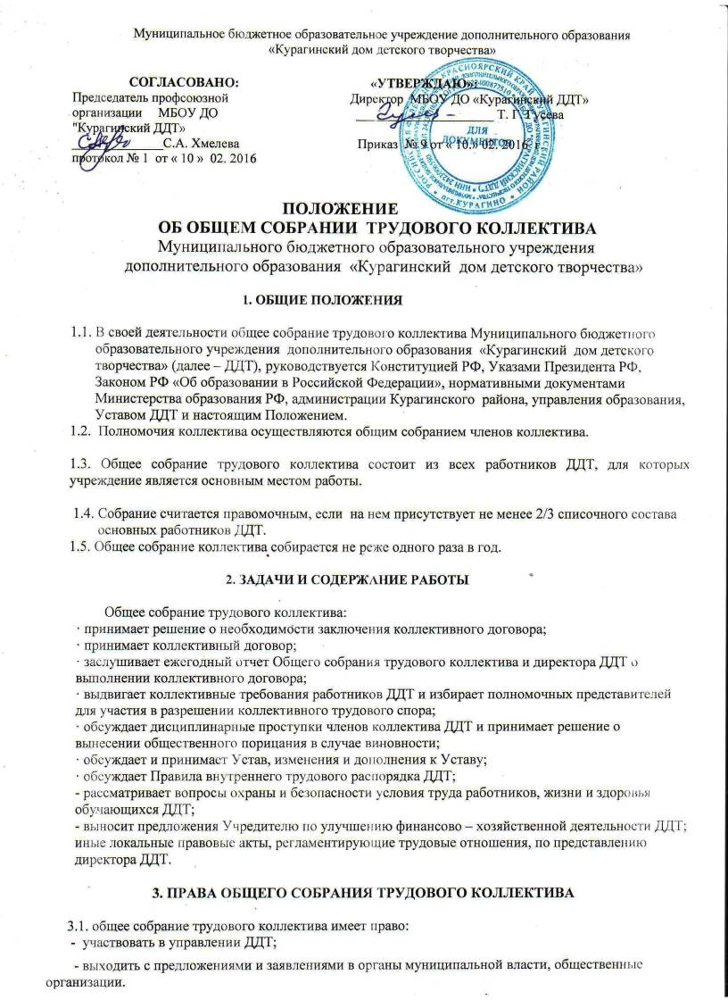 Муниципальное бюджетное образовательное учреждение дополнительного образования
«Курагинский дом детского творчества»
СОГЛАСОВАНО:
Председатель профсоюзной
организации МБОУ ДО
"Курагинский ДДТ"
______________С.А. Хмелева
протокол № 1 от « 10 » 02. 2016
«УТВЕРЖДАЮ»:
Директор МБОУ ДО «Курагинский ДДТ»
____________________ Т. Г Гусева
Приказ № 9 от « 10.» 02. 2016 г.
ДЛЯ
ДОКУМЕНТОВ
КРАСНОЯРСКИЙ КРАЙ
пгт.КУРАГИНО
ПОЛОЖЕНИЕ
ОБ ОБЩЕМ СОБРАНИИ ТРУДОВОГО КОЛЛЕКТИВА
Муниципального бюджетного образовательного учреждения
дополнительного образования «Курагинский дом детского творчества»
1. ОБЩИЕ ПОЛОЖЕНИЯ
1.1. В своей деятельности общее собрание трудового коллектива Муниципального бюджетного
образовательного учреждения дополнительного образования «Курагинский дом детского
творчества» (далее – ДДТ), руководствуется Конституцией РФ, Указами Президента РФ,
Законом РФ «Об образовании в Российской Федерации», нормативными документами
Министерства образования РФ, администрации Курагинского района, управления образования,
Уставом ДДТ и настоящим Положением.
1.2. Полномочия коллектива осуществляются общим собранием членов коллектива.
1.3. Общее собрание трудового коллектива состоит из всех работников ДДТ, для которых
учреждение является основным местом работы.
1.4. Собрание считается правомочным, если на нем присутствует не менее 2/3 списочного состава
основных работников ДДТ.
1.5. Общее собрание коллектива собирается не реже одного раза в год.
2. ЗАДАЧИ И СОДЕРЖАНИЕ РАБОТЫ
Общее собрание трудового коллектива:
· принимает решение о необходимости заключения коллективного договора;
· принимает коллективный договор;
· заслушивает ежегодный отчет Общего собрания трудового коллектива и директора ДДТ о
выполнении коллективного договора;
· выдвигает коллективные требования работников ДДТ и избирает полномочных представителей
для участия в разрешении коллективного трудового спора;
· обсуждает дисциплинарные проступки членов коллектива ДДТ и принимает решение о
вынесении общественного порицания в случае виновности;
· обсуждает и принимает Устав, изменения и дополнения к Уставу;
· обсуждает Правила внутреннего трудового распорядка ДДТ;
- рассматривает вопросы охраны и безопасности условия труда работников, жизни и здоровья
обучающихся ДДТ;
- выносит предложения Учредителю по улучшению финансово – хозяйственной деятельности ДДТ;
иные локальные правовые акты, регламентирующие трудовые отношения, по представлению
директора ДДТ.
3. ПРАВА ОБЩЕГО СОБРАНИЯ ТРУДОВОГО КОЛЛЕКТИВА
3.1. общее собрание трудового коллектива имеет право:
- участвовать в управлении ДДТ;
- выходить с предложениями и заявлениями в органы муниципальной власти, общественные
организации.